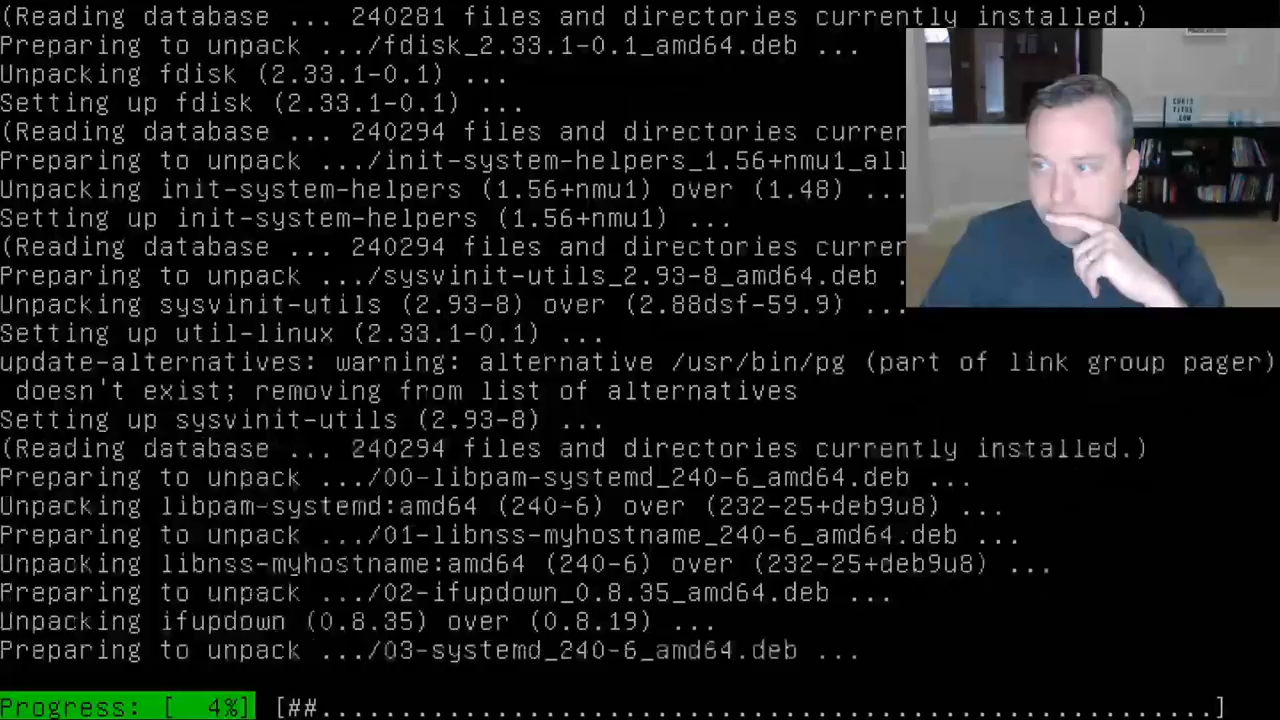 (Reading database ... 240281 files and directories currently installed.)
Preparing to unpack .../fdisk_2.33.1-0.1_amd64.deb ...
Unpacking fdisk (2.33.1-0.1) ...
Setting up fdisk (2.33.1-0.1) ...
(Reading database ... 240294 files and directories curren
Preparing to unpack .../init-system-helpers_1.56+nmu1_all
Unpacking init-system-helpers (1.56+nmu1) over (1.48) ...
Setting up init-system-helpers (1.56+nmu1) ...
(Reading database ... 240294 files and directories curren
Preparing to unpack .../sysvinit-utils_2.93-8_amd64.deb .
Unpacking sysvinit-utils (2.93-8) over (2.88dsf-59.9) ...
Setting up util-linux (2.33.1-0.1) ...
update-alternatives: warning: alternative /usr/bin/pg (part of link group pager)
doesn't exist; removing from list of alternatives
Setting up sysvinit-utils (2.93-8) ...
(Reading database ... 240294 files and directories currently installed.)
Preparing to unpack .../00-libpam-systemd_240-6_amd64.deb ...
Unpacking libpam-systemd:amd64 (240-6) over (232-25+deb9u8) ...
Preparing to unpack .../01-libnss-myhostname_240-6_amd64.deb ...
Unpacking libnss-myhostname:amd64 (240-6) over (232-25+deb9u8) ...
Preparing to unpack .../02-ifupdown_0.8.35_amd64.deb ...
Unpacking ifupdown (0.8.35) over (0.8.19) ...
Preparing to unpack .../03-systemd_240-6_amd64.deb ...
Progress: [  4%] [##.........................................................]
CHRIS
TITUS
.COM